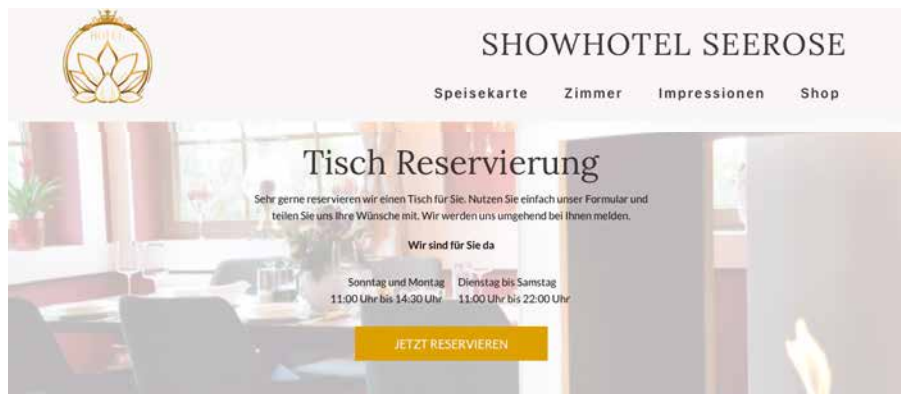 HOTEL
SHOWHOTEL SEEROSE
Speisekarte Zimmer Impressionen Shop
Tisch Reservierung
Sehr gerne reservieren wir einen Tisch für Sie. Nutzen Sie einfach unser Formular und
teilen Sie uns Ihre Wünsche mit. Wir werden uns umgehend bei Ihnen melden.
Wir sind für Sie da
Sonntag und Montag Dienstag bis Samstag
11:00 Uhr bis 14:30 Uhr 11:00 Uhr bis 22:00 Uhr
JETZT RESERVIEREN